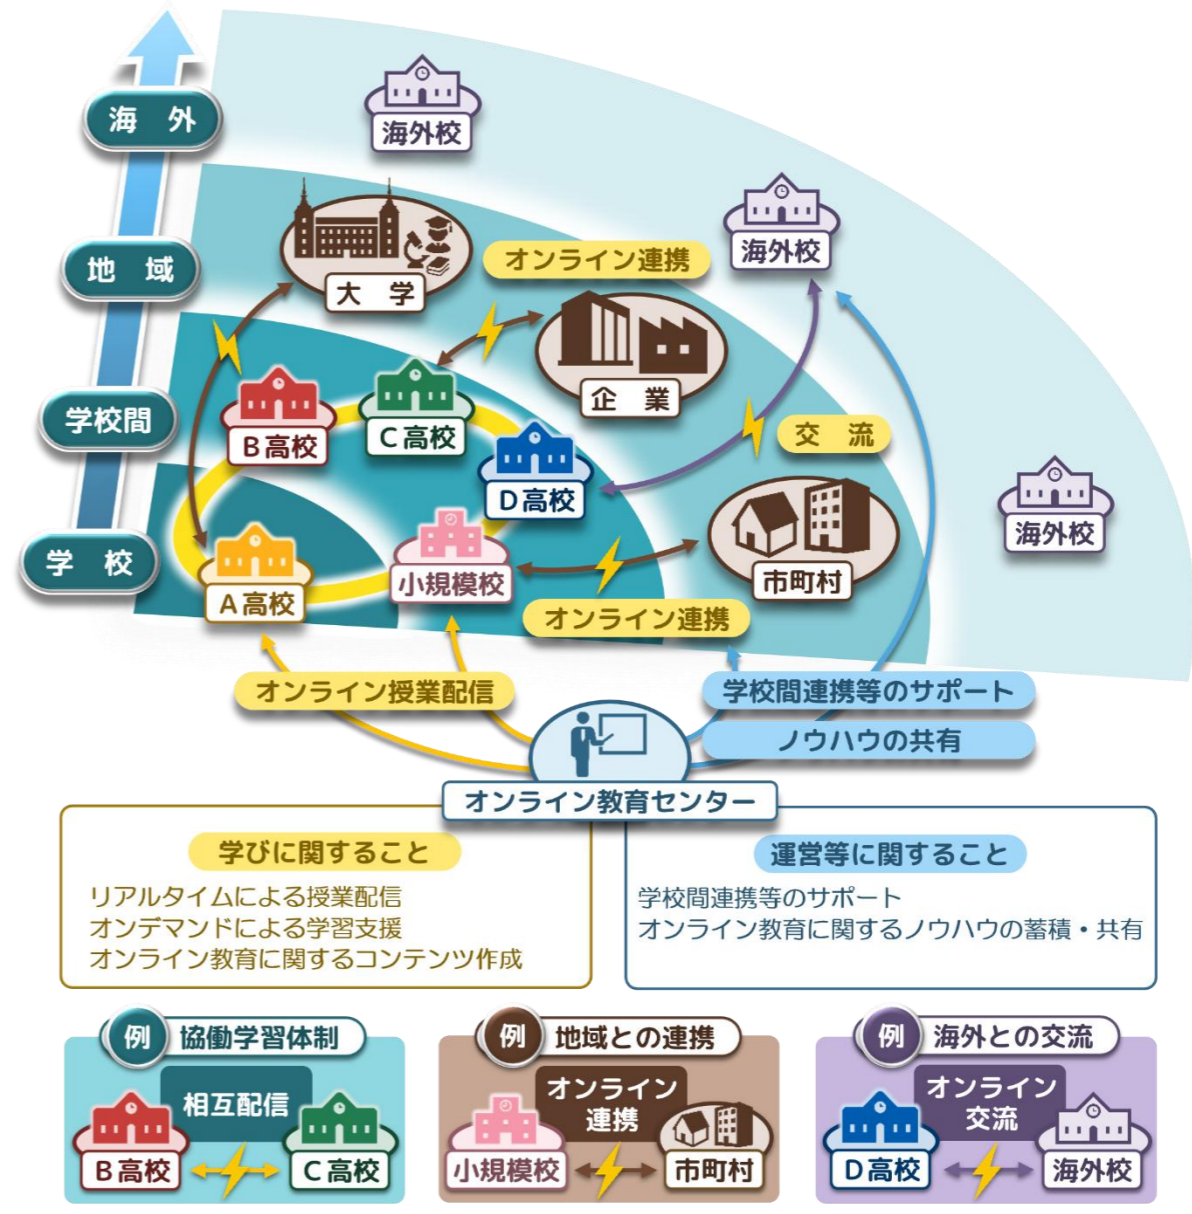 海　外
海外校
海外校
地　域
オンライン連携
大　学
企　業
学校間
B高校
C高校
交　流
D高校
海外校
学　校
小規模校
市町村
A高校
オンライン連携
オンライン授業配信
学校間連携等のサポート
ノウハウの共有
オンライン教育センター
学びに関すること
リアルタイムによる授業配信
オンデマンドによる学習支援
オンライン教育に関するコンテンツ作成
運営等に関すること
学校間連携等のサポート
オンライン教育に関するノウハウの蓄積・共有
例　協働学習体制
相互配信
B高校
C高校
例　地域との連携
オンライン
連携
小規模校
市町村
例　海外との交流
オンライン
交流
D高校
海外校